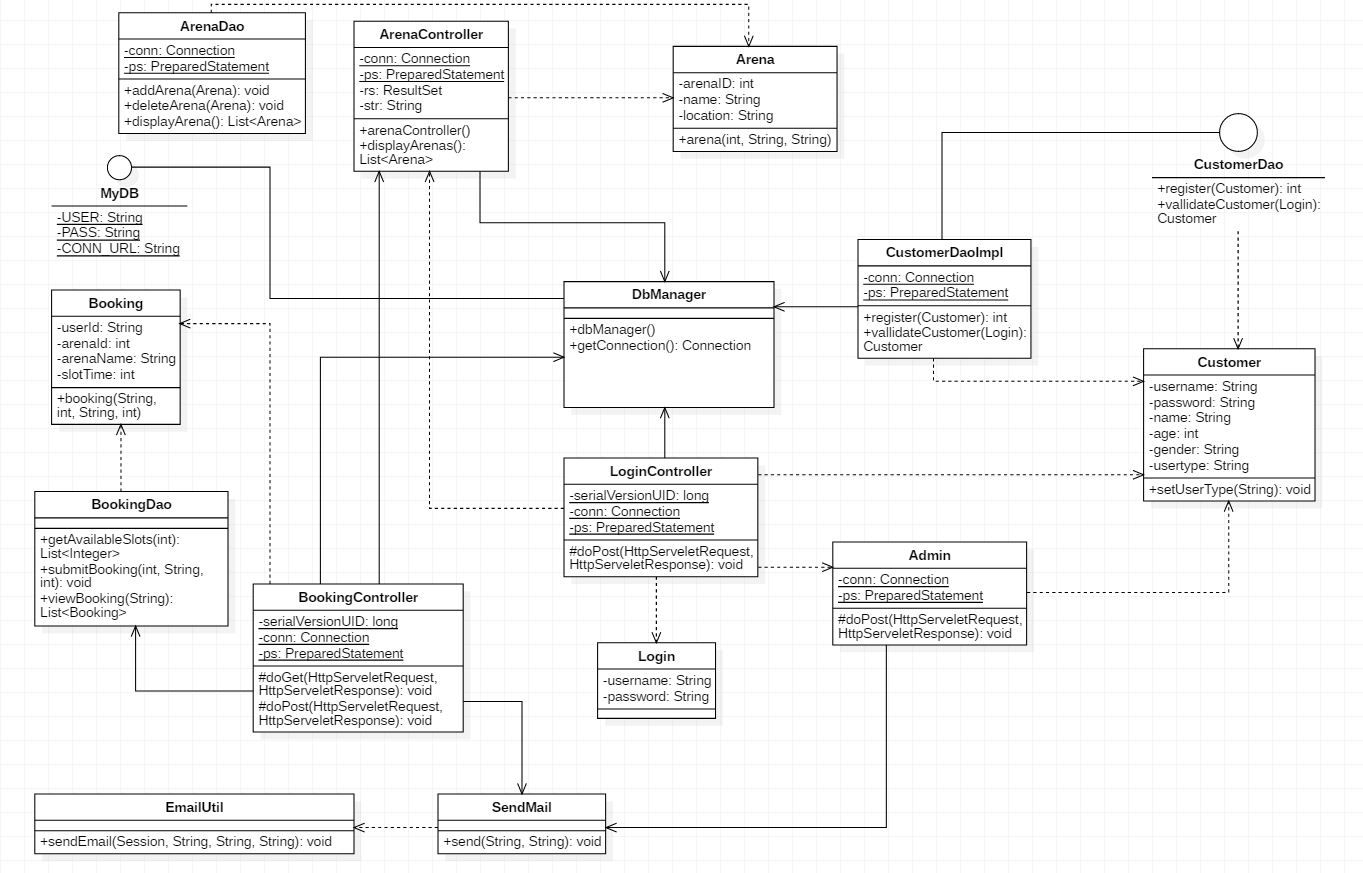 ArenaDao
-conn: Connection
-ps: PreparedStatement
+addArena(Arena): void
+deleteArena(Arena): void
+displayArena(): List<Arena>
ArenaController
-conn: Connection
-ps: PreparedStatement
-rs: ResultSet
-str: String
+arenaController()
+displayArenas():
List<Arena>
Arena
-arenaID: int
-name: String
-location: String
+arena(int, String, String)
CustomerDao
+register(Customer): int
+vallidateCustomer(Login):
Customer
MyDB
-USER: String
-PASS: String
-CONN_URL: String
CustomerDaoImpl
-conn: Connection
-ps: PreparedStatement
+register(Customer): int
+vallidateCustomer(Login):
Customer
DbManager
+dbManager()
+getConnection(): Connection
Booking
-userId: String
-arenaId: int
-arenaName: String
-slotTime: int
+booking(String,
int, String, int)
Customer
-username: String
-password: String
-name: String
-age: int
-gender: String
-usertype: String
+setUserType(String): void
LoginController
-serialVersionUID: long
-conn: Connection
-ps: PreparedStatement
#doPost(HttpServeletRequest,
HttpServeletResponse): void
BookingDao
+getAvailableSlots(int):
List<Integer>
+submitBooking(int, String,
int): void
+viewBooking(String):
List<Booking>
Admin
-conn: Connection
-ps: PreparedStatement
#doPost(HttpServeletRequest,
HttpServeletResponse): void
BookingController
-serialVersionUID: long
-conn: Connection
-ps: PreparedStatement
#doGet(HttpServeletRequest,
HttpServeletResponse): void
#doPost(HttpServeletRequest,
HttpServeletResponse): void
Login
-username: String
-password: String
EmailUtil
+sendEmail(Session, String, String, String): void
SendMail
+send(String, String): void